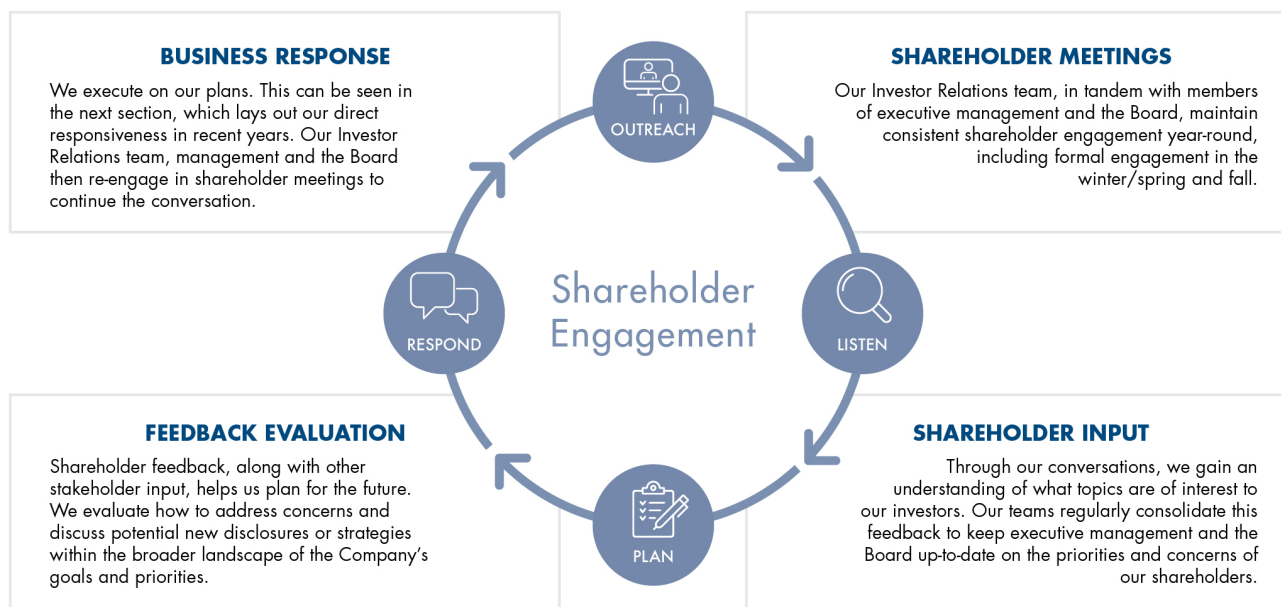 BUSINESS RESPONSE
We execute on our plans. This can be seen in
the next section, which lays out our direct
responsiveness in recent years. Our Investor
Relations team, management and the Board
then re-engage in shareholder meetings to
continue the conversation.
OUTREACH
SHAREHOLDER MEETINGS
Our Investor Relations team, in tandem with members
of executive management and the Board, maintain
consistent shareholder engagement year-round,
including formal engagement in the
winter/spring and fall.
RESPOND
Shareholder
Engagement
LISTEN
FEEDBACK EVALUATION
Shareholder feedback, along with other
stakeholder input, helps us plan for the future.
We evaluate how to address concerns and
discuss potential new disclosures or strategies
within the broader landscape of the Company’s
goals and priorities.
PLAN
SHAREHOLDER INPUT
Through our conversations, we gain an
understanding of what topics are of interest to
our investors. Our teams regularly consolidate this
feedback to keep executive management and the
Board up-to-date on the priorities and concerns of
our shareholders.